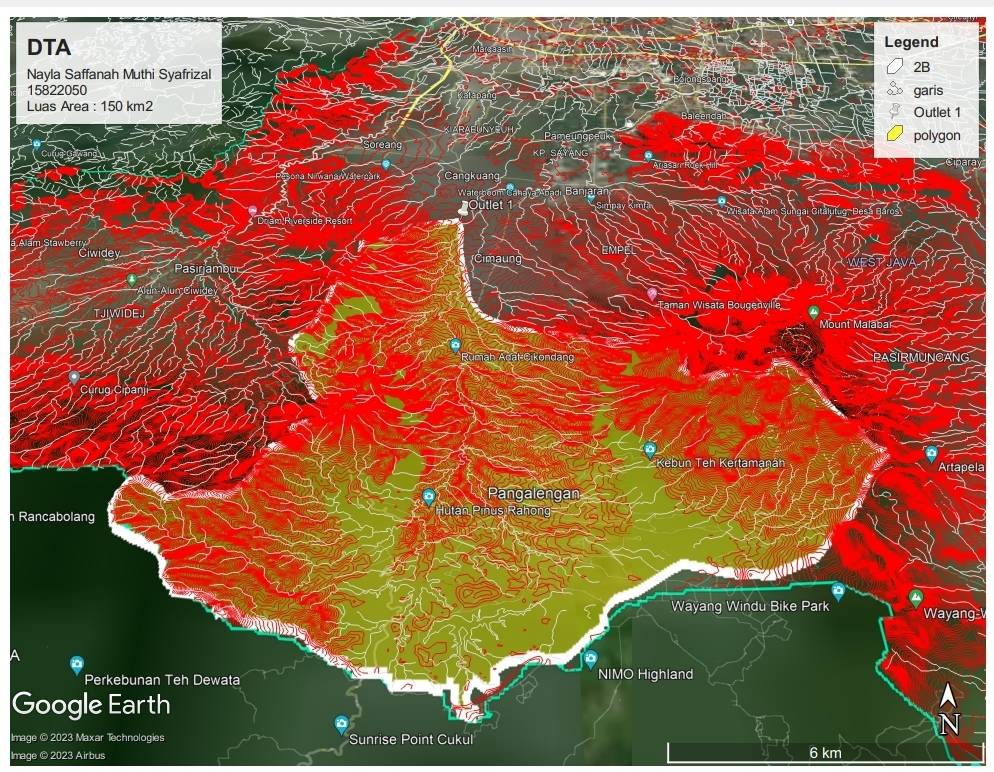 DTA
Nayla Saffanah Muthi Syafrizal
15822050
Luas Area : 150 km2
Legend
2B
garis
Outlet 1
polygon
Margaasih
Katapang
Bojongsoang
Baleendah
Soreang
Pameungpeuk
KP. SAYANG
Ciparay
Curug Gawang
Pesona Nirwana Waterpark
Cangkuang
Ariasari Rock Hill
Waterboom Cahaya Abadi
Banjaran
Simpay Kimfa
Outlet 1
Wisata Alam Sungai Citalutug, Desa Baros
D'riam Riverside Resort
a Alam Stawberry
Ciwidey
Cimaung
EMPEL
WEST JAVA
Pasirjambu
Alun-Alun Ciwidey
TJIWIDEJ
Taman Wisata Bougenville
Mount Malabar
Rumah Adat Cikondang
PASIRMUNCANG
Curug Cipanji
Kebun Teh Kertamanah
Artapela
Pangalengan
Hutan Pinus Rahong
n Rancabolang
Wayang Windu Bike Park
Wayang-W
A
Perkebunan Teh Dewata
NIMO Highland
Google Earth
Sunrise Point Cukul
N
Image © 2023 Maxar Technologies
Image © 2023 Airbus
6 km